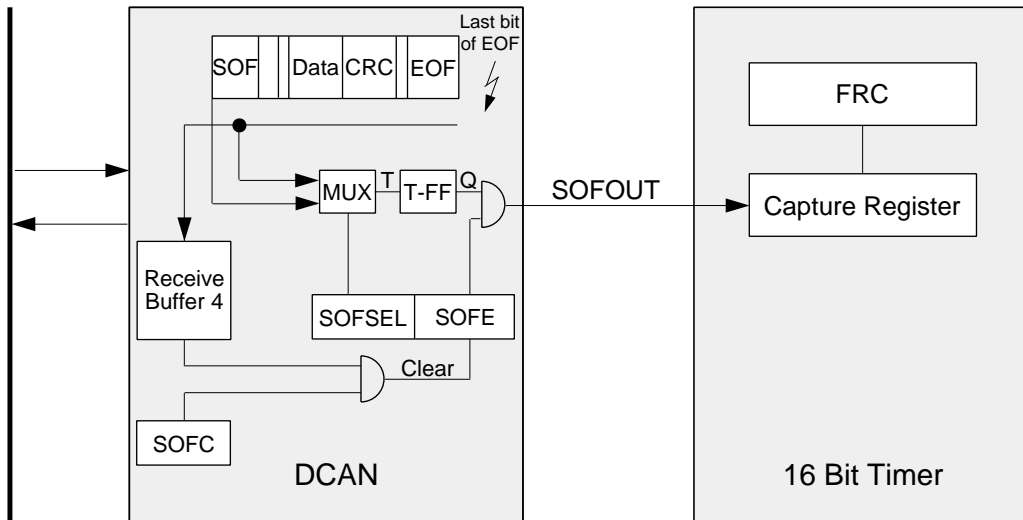 Last bit
of EOF
SOF
Data
CRC
EOF
FRC
MUX
T
T-FF
Q
SOFOUT
Capture Register
Receive
Buffer 4
SOFSEL
SOFE
Clear
SOFC
DCAN
16 Bit Timer